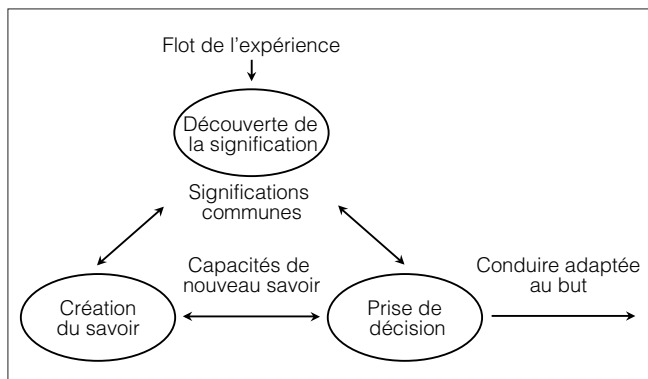 Flot de l'expérience
Découverte de
la signification
Significations
communes
Capacités de
nouveau savoir
Conduire adaptée
au but
Création
du savoir
Prise de
décision